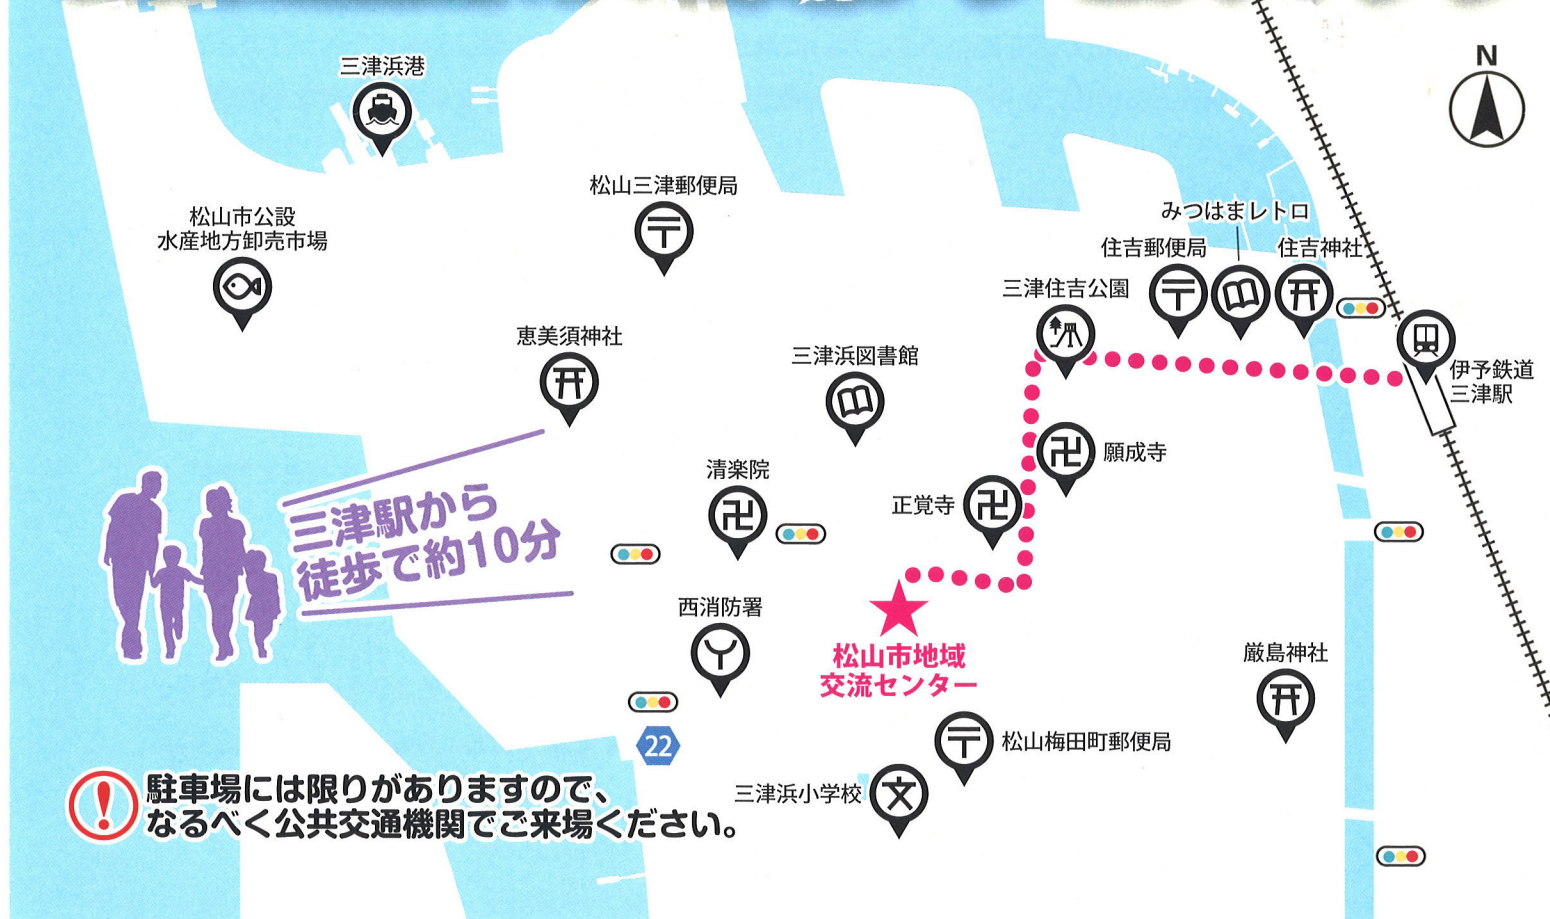 N
三津浜港
松山三津郵便局
松山市公設
水産地方卸売市場
みつはまレトロ
住吉郵便局
住吉神社
三津住吉公園
恵美須神社
三津浜図書館
伊予鉄道
三津駅
願成寺
清楽院
正覚寺
三津駅から
徒歩で約10分
西消防署
松山市地域
交流センター
厳島神社
22
松山梅田町郵便局
三津浜小学校
文
駐車場には限りがありますので、
なるべく公共交通機関でご来場ください。